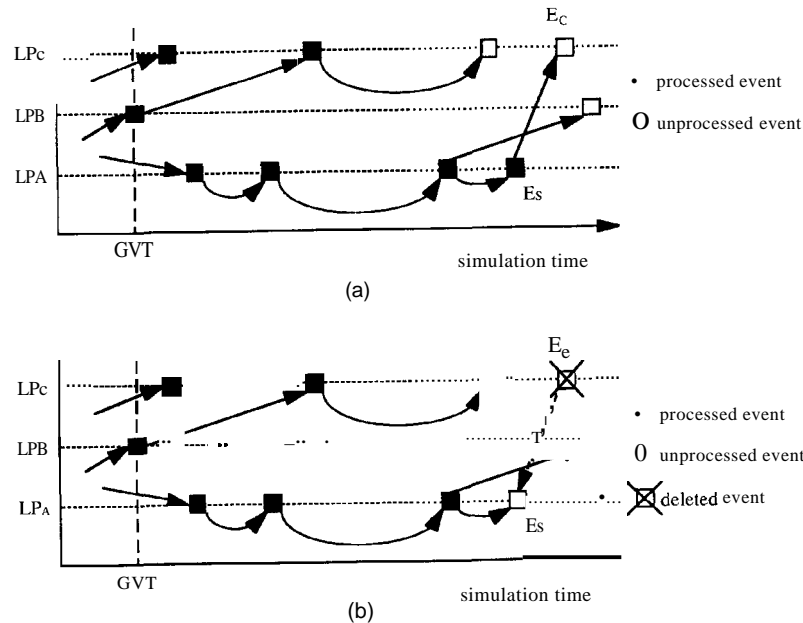 E_C
LPc
• processed event
LPB
O unprocessed event
LPA
Es
GVT
simulation time
(a)
E_e
LPc
• processed event
LPB
T
0 unprocessed event
LP_A
Es
deleted event
GVT
simulation time
(b)